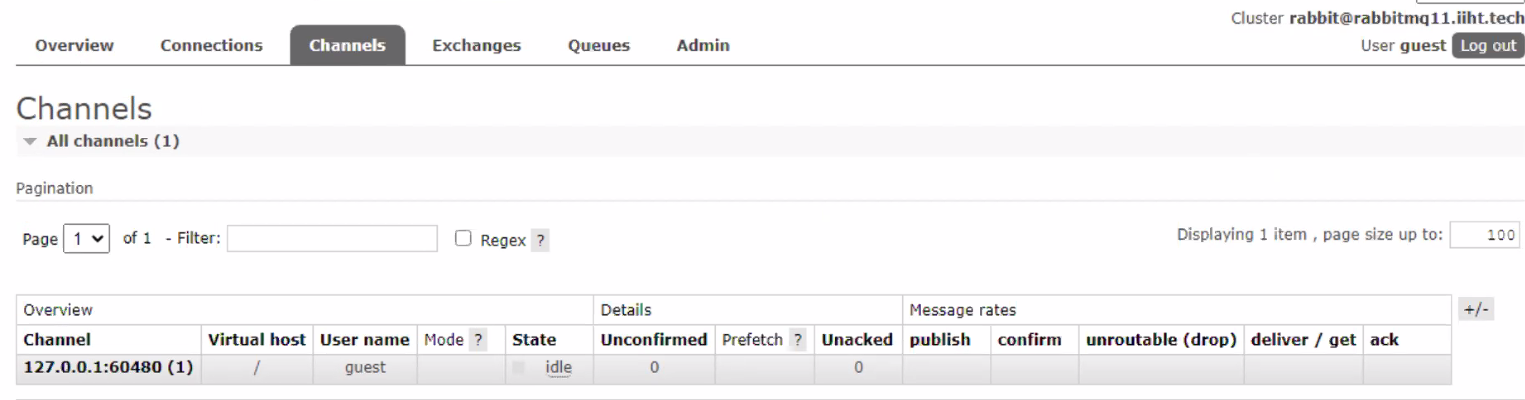 Cluster rabbit@rabbitmq11.iiht.tech
Overview Connections Channels Exchanges Queues Admin User guest Log out
Channels
All channels (1)
Pagination
Page 1 of 1 - Filter: Regex ? Displaying 1 item , page size up to: 100
Overview Details Message rates +/-
Channel Virtual host User name Mode ? State Unconfirmed Prefetch ? Unacked publish confirm unroutable (drop) deliver / get ack
127.0.0.1:60480 (1) / guest idle 0 0